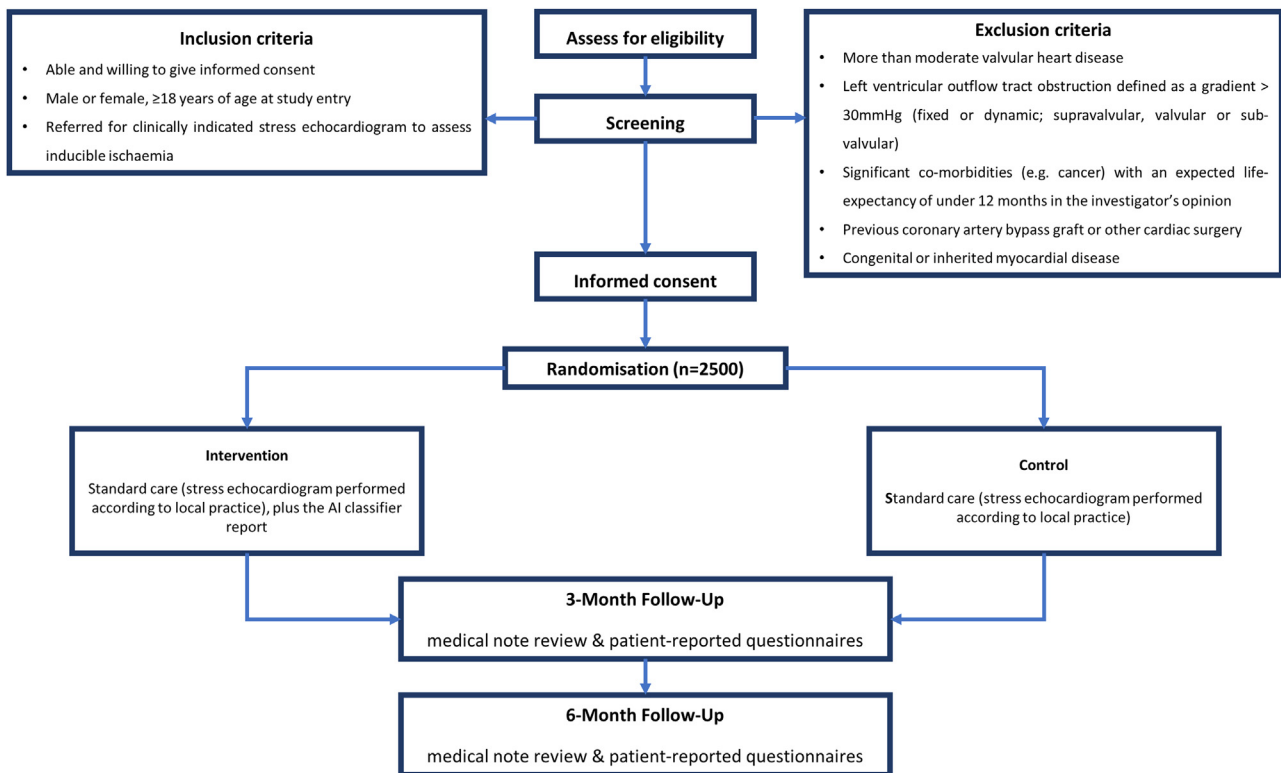 Assess for eligibility
Inclusion criteria
• Able and willing to give informed consent
• Male or female, ≥18 years of age at study entry
• Referred for clinically indicated stress echocardiogram to assess
inducible ischaemia
Screening
Exclusion criteria
• More than moderate valvular heart disease
• Left ventricular outflow tract obstruction defined as a gradient >
30mmHg (fixed or dynamic; supravalvular, valvular or sub-
valvular)
• Significant co-morbidities (e.g. cancer) with an expected life-
expectancy of under 12 months in the investigator's opinion
• Previous coronary artery bypass graft or other cardiac surgery
• Congenital or inherited myocardial disease
Informed consent
Randomisation (n=2500)
Intervention
Standard care (stress echocardiogram performed
according to local practice), plus the AI classifier
report
Control
Standard care (stress echocardiogram performed
according to local practice)
3-Month Follow-Up
medical note review & patient-reported questionnaires
6-Month Follow-Up
medical note review & patient-reported questionnaires